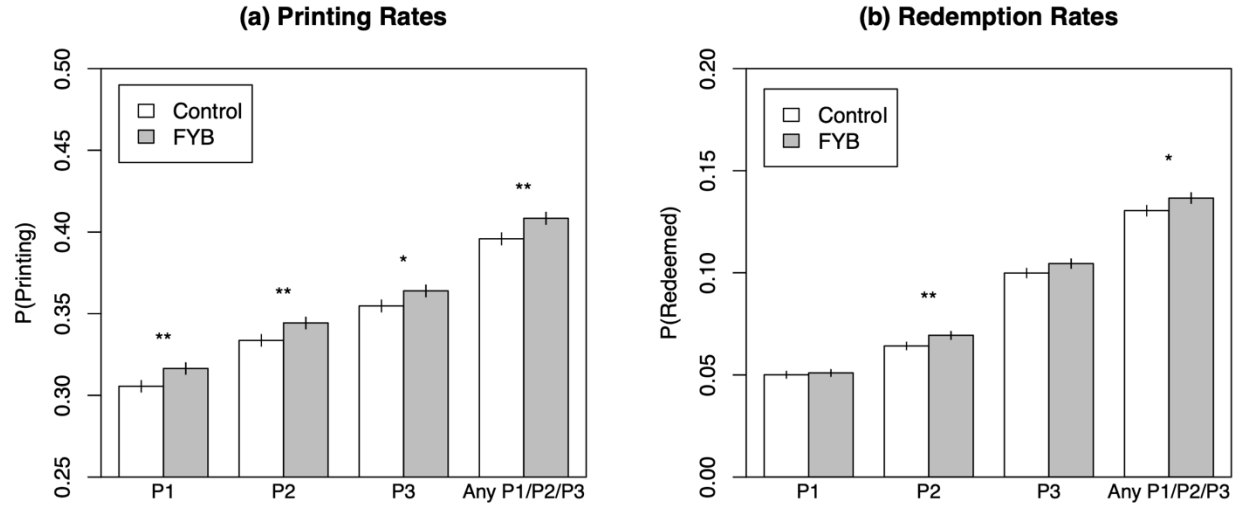 (a) Printing Rates
P(Printing)
0.50
0.45
0.40
0.35
0.30
0.25
Control
FYB
**
**
*
**
P1 P2 P3 Any P1/P2/P3
(b) Redemption Rates
P(Redeemed)
0.20
0.15
0.10
0.05
0.00
Control
FYB
**
*
P1 P2 P3 Any P1/P2/P3